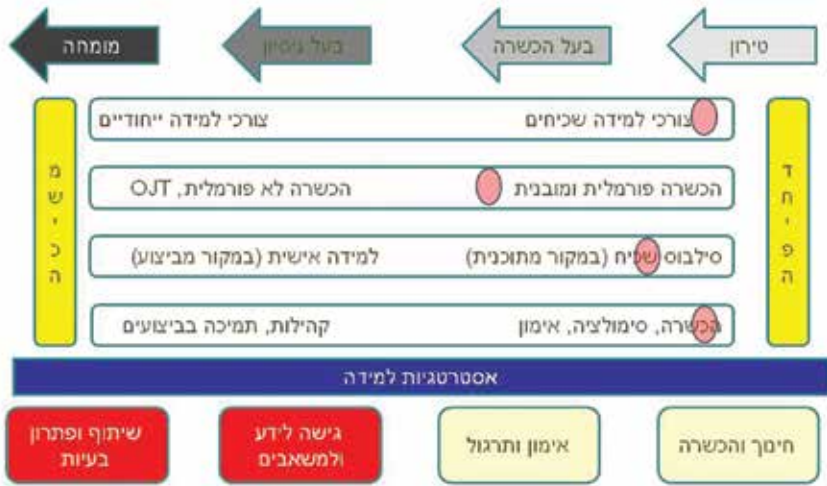 טירון
בעל הכשרה
בעל ניסיון
מומחה
דחיפה
משיכה
צורכי למידה שכיחים
צורכי למידה ייחודיים
הכשרה פורמלית ומובנית
הכשרה לא פורמלית, OJT
סילבוס שכיח (במקור מתוכנית)
למידה אישית (במקור מביצוע)
הכשרה, סימולציה, אימון
קהילות, תמיכה בביצועים
אסטרטגיות למידה
חינוך והכשרה
אימון ותרגול
גישה לידע
ולמשאבים
שיתוף ופתרון
בעיות